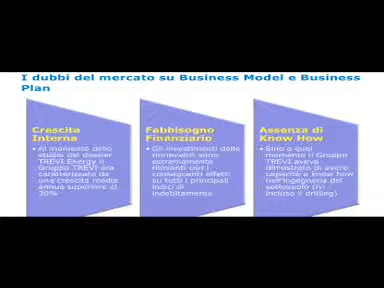 I dubbi del mercato su Business Model e Business
Plan
Crescita
Interna
• Al momento dello
studio del dossier
TREVI Energy il
Gruppo TREVI era
caratterizzato da
una crescita media
annua superiore al
30%
Fabbisogno
Finanziario
• Gli investimenti delle
rinnovabili sono
estremamente
rilevanti con i
conseguenti effetti
su tutti i principali
indici di
indebitamento
Assenza di
Know How
• Sino a quel
momento il Gruppo
TREVI aveva
dimostrato di avere
capacità e know how
nell'ingegneria del
sottosuolo (ivi
incluso il drilling)